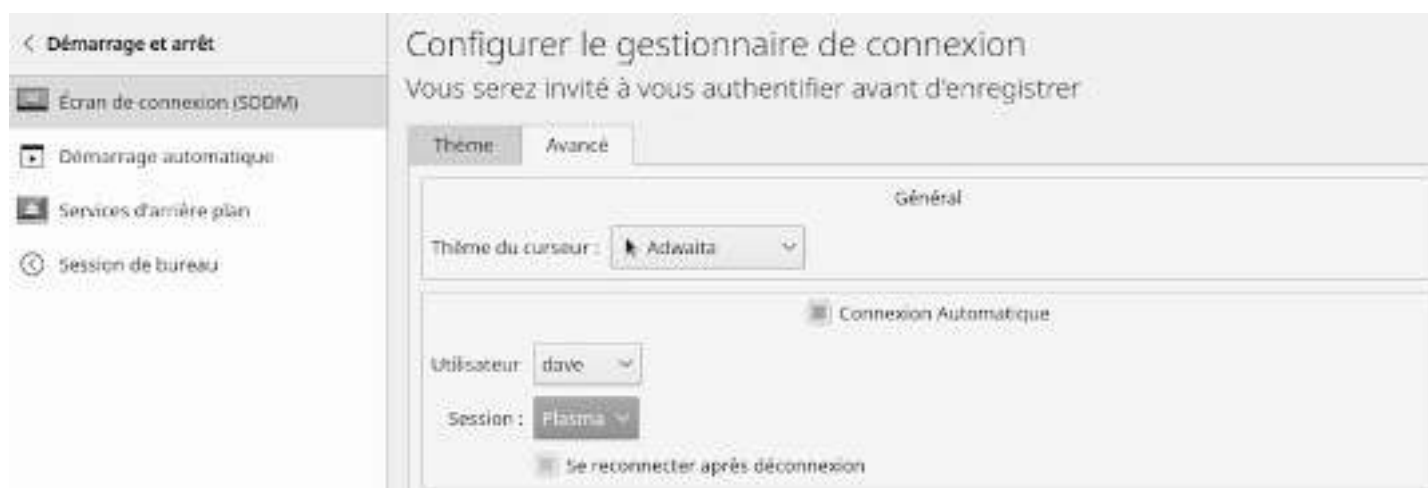 Démarrage et arrêt
Écran de connexion (SDDM)
Démarrage automatique
Services d'arrière plan
Session de bureau
Configurer le gestionnaire de connexion
Vous serez invité à vous authentifier avant d'enregistrer
Thème Avancé
Général
Thème du curseur : Adwaita
Connexion Automatique
Utilisateur dave
Session : Plasma
Se reconnecter après déconnexion